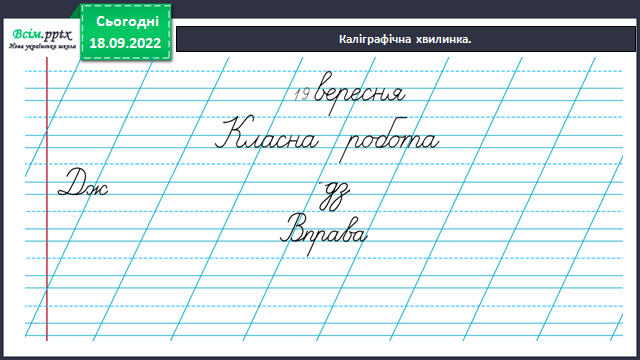 Всім.pptx
Нова українська школа
Сьогодні
18.09.2022
Каліграфічна хвилинка.
19 вересня
Класна робота
Дж дз
Вправа